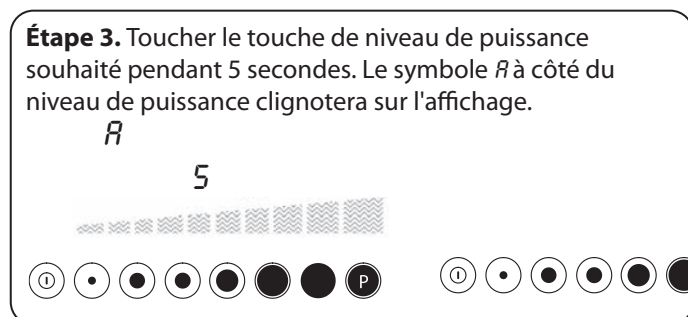 Étape 3. Toucher le touche de niveau de puissance
souhaité pendant 5 secondes. Le symbole A à côté du
niveau de puissance clignotera sur l'affichage.
A
5
P